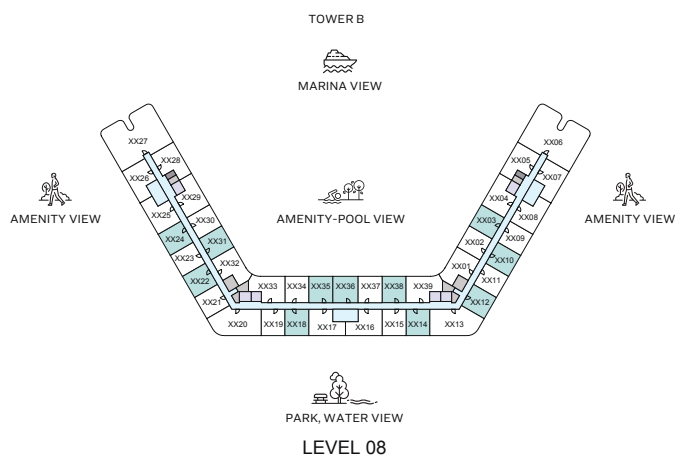 TOWER B
MARINA VIEW
XX27
XX06
XX28
XX05
XX26
XX07
AMENITY VIEW
XX29
AMENITY-POOL VIEW
XX04
AMENITY VIEW
XX25
XX30
XX03
XX08
XX24
XX31
XX02
XX09
XX23
XX32
XX01
XX10
XX22
XX11
XX21
XX33
XX34
XX35
XX36
XX37
XX38
XX39
XX12
XX20
XX19
XX18
XX17
XX16
XX15
XX14
XX13
PARK, WATER VIEW
LEVEL 08